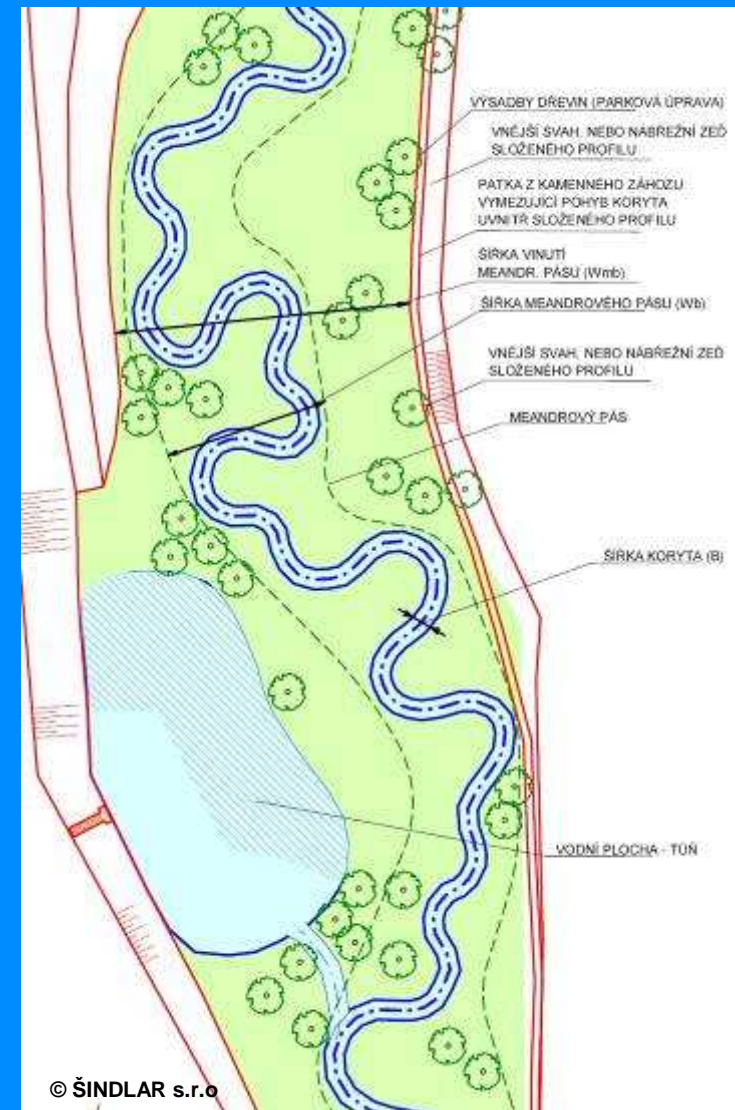 VÝSADBY DŘEVIN (PARKOVÁ ÚPRAVA)
VNĚJŠÍ SVAH. NEBO NÁBŘEŽNÍ ZEĎ
SLOŽENÉHO PROFILU
PATKA Z KAMENNÉHO ZÁHOZU
VYMEZUJÍCÍ POHYB KORYTA
UVNITŘ SLOŽENÉHO PROFILU
ŠÍŘKA VINUTÍ
MEANDR. PÁSU (Wmb)
ŠÍŘKA MEANDROVÉHO PÁSU (Wb)
VNĚJŠÍ SVAH. NEBO NÁBŘEŽNÍ ZEĎ
SLOŽENÉHO PROFILU
MEANDROVÝ PÁS
ŠÍŘKA KORYTA (B)
VODNÍ PLOCHA - TŮŇ
© ŠINDLAR s.r.o